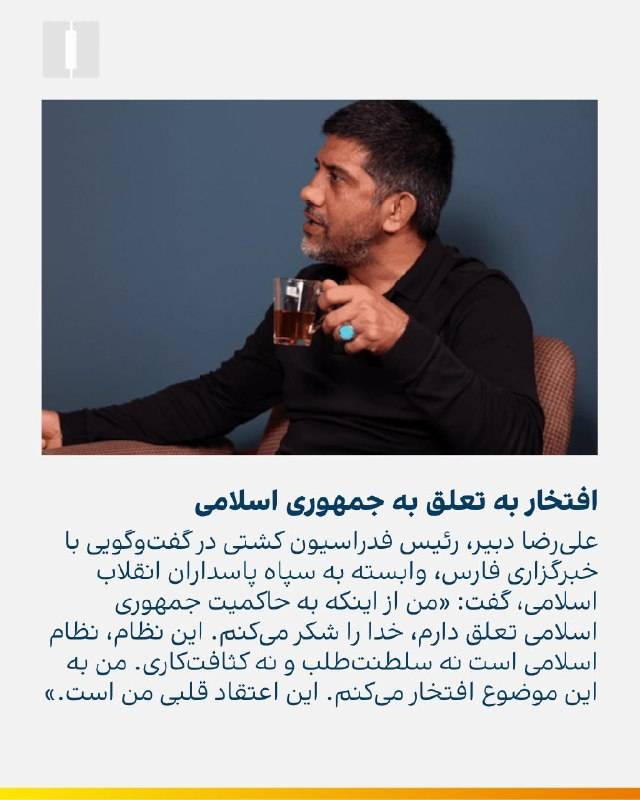 افتخار به تعلق به جمهوری اسلامی
علی‌رضا دبیر، رئیس فدراسیون کشتی در گفت‌وگویی با
خبرگزاری فارس، وابسته به سپاه پاسداران انقلاب
اسلامی، گفت: «من از اینکه به حاکمیت جمهوری
اسلامی تعلق دارم، خدا را شکر می‌کنم. این نظام، نظام
اسلامی است نه سلطنت‌طلب و نه کثافت‌کاری. من به
این موضوع افتخار می‌کنم. این اعتقاد قلبی من است.»